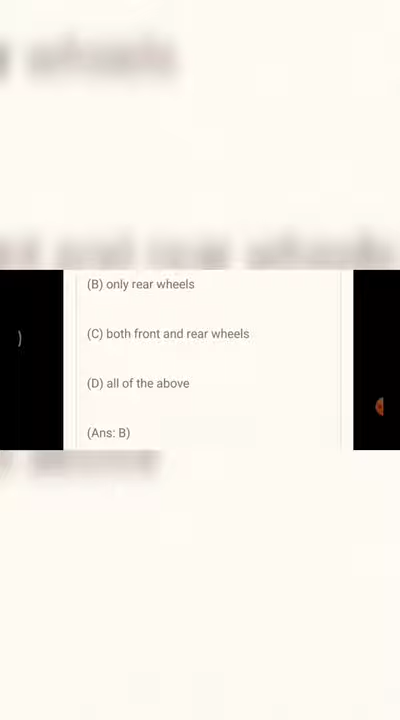 (B) only rear wheels
(C) both front and rear wheels
(D) all of the above
(Ans: B)